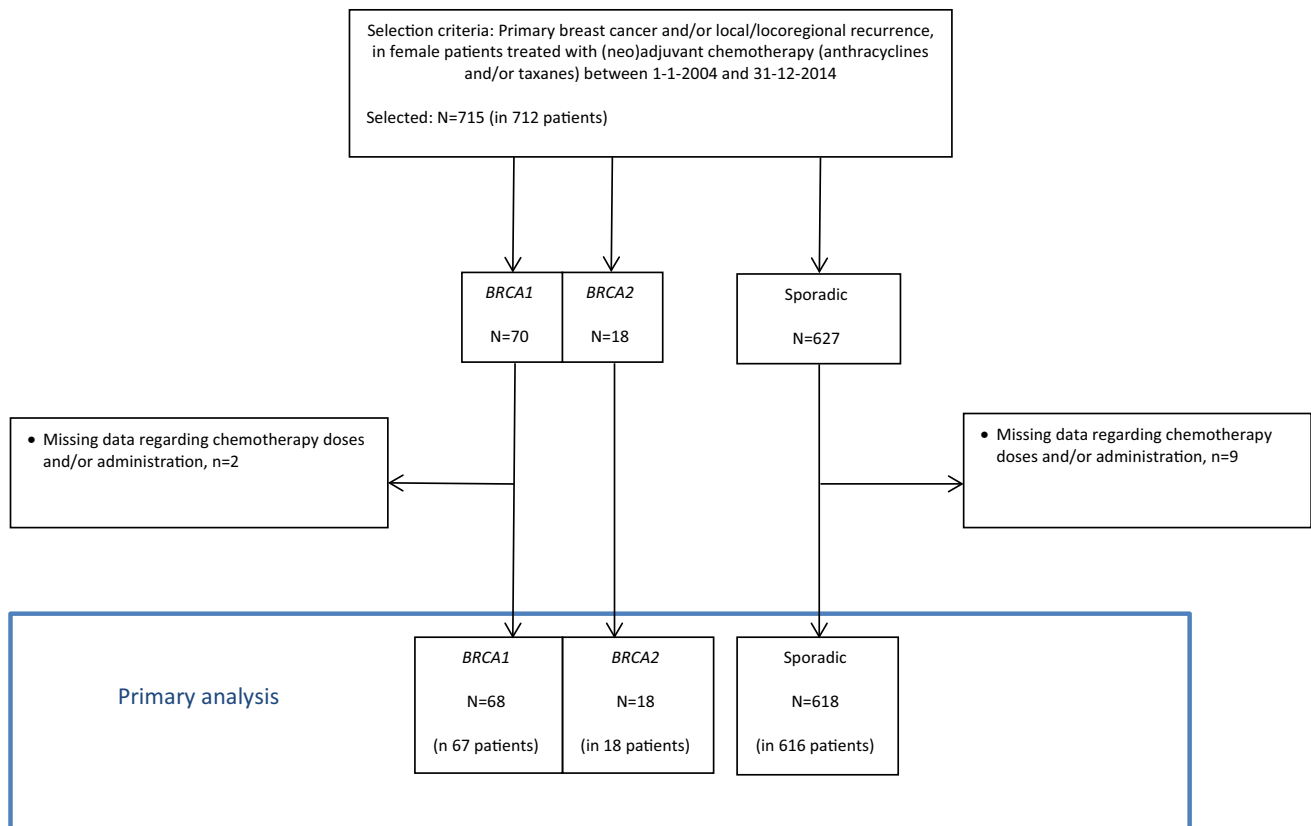 Selection criteria: Primary breast cancer and/or local/locoregional recurrence,
in female patients treated with (neo)adjuvant chemotherapy (anthracyclines
and/or taxanes) between 1-1-2004 and 31-12-2014
Selected: N=715 (in 712 patients)
BRCA1
N=70
BRCA2
N=18
Sporadic
N=627
• Missing data regarding chemotherapy doses
and/or administration, n=2
• Missing data regarding chemotherapy
doses and/or administration, n=9
Primary analysis
BRCA1
N=68
(n 67 patients)
BRCA2
N=18
(in 18 patients)
Sporadic
N=618
(in 616 patients)